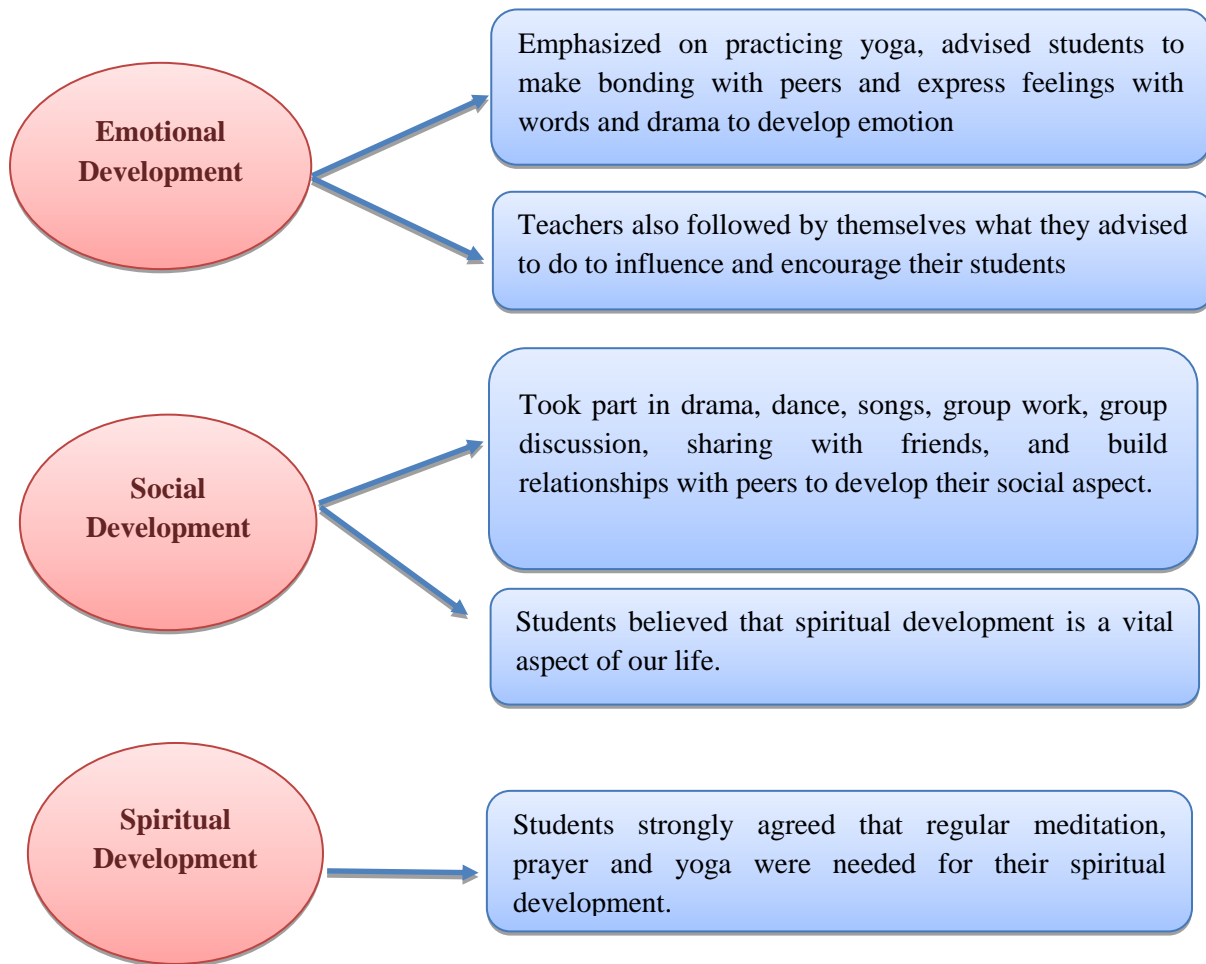 Emotional
Development
Emphasized on practicing yoga, advised students to
make bonding with peers and express feelings with
words and drama to develop emotion
Teachers also followed by themselves what they advised
to do to influence and encourage their students
Social
Development
Took part in drama, dance, songs, group work, group
discussion, sharing with friends, and build
relationships with peers to develop their social aspect.
Students believed that spiritual development is a vital
aspect of our life.
Spiritual
Development
Students strongly agreed that regular meditation,
prayer and yoga were needed for their spiritual
development.